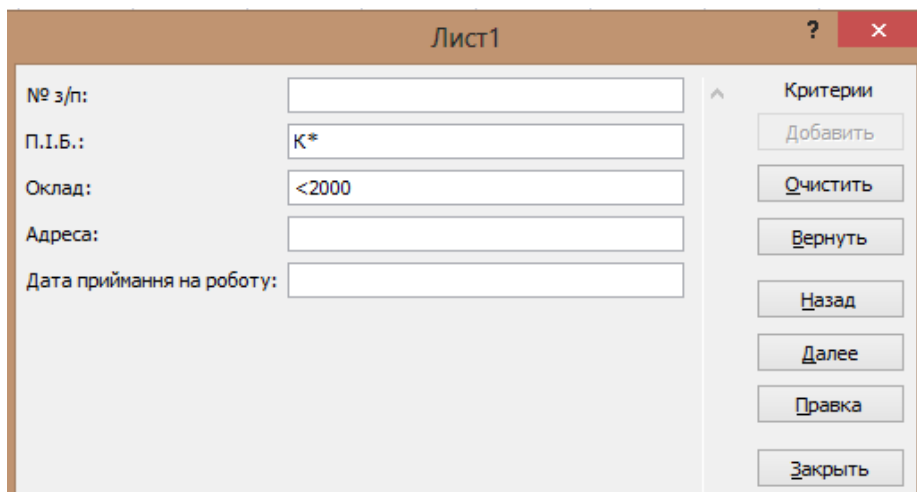 Лист1
?
×
№ з/п:
Критерии
П.І.Б.: К*
Добавить
Оклад: <2000
Очистить
Адреса:
Вернуть
Дата приймання на роботу:
Назад
Далее
Правка
Закрыть